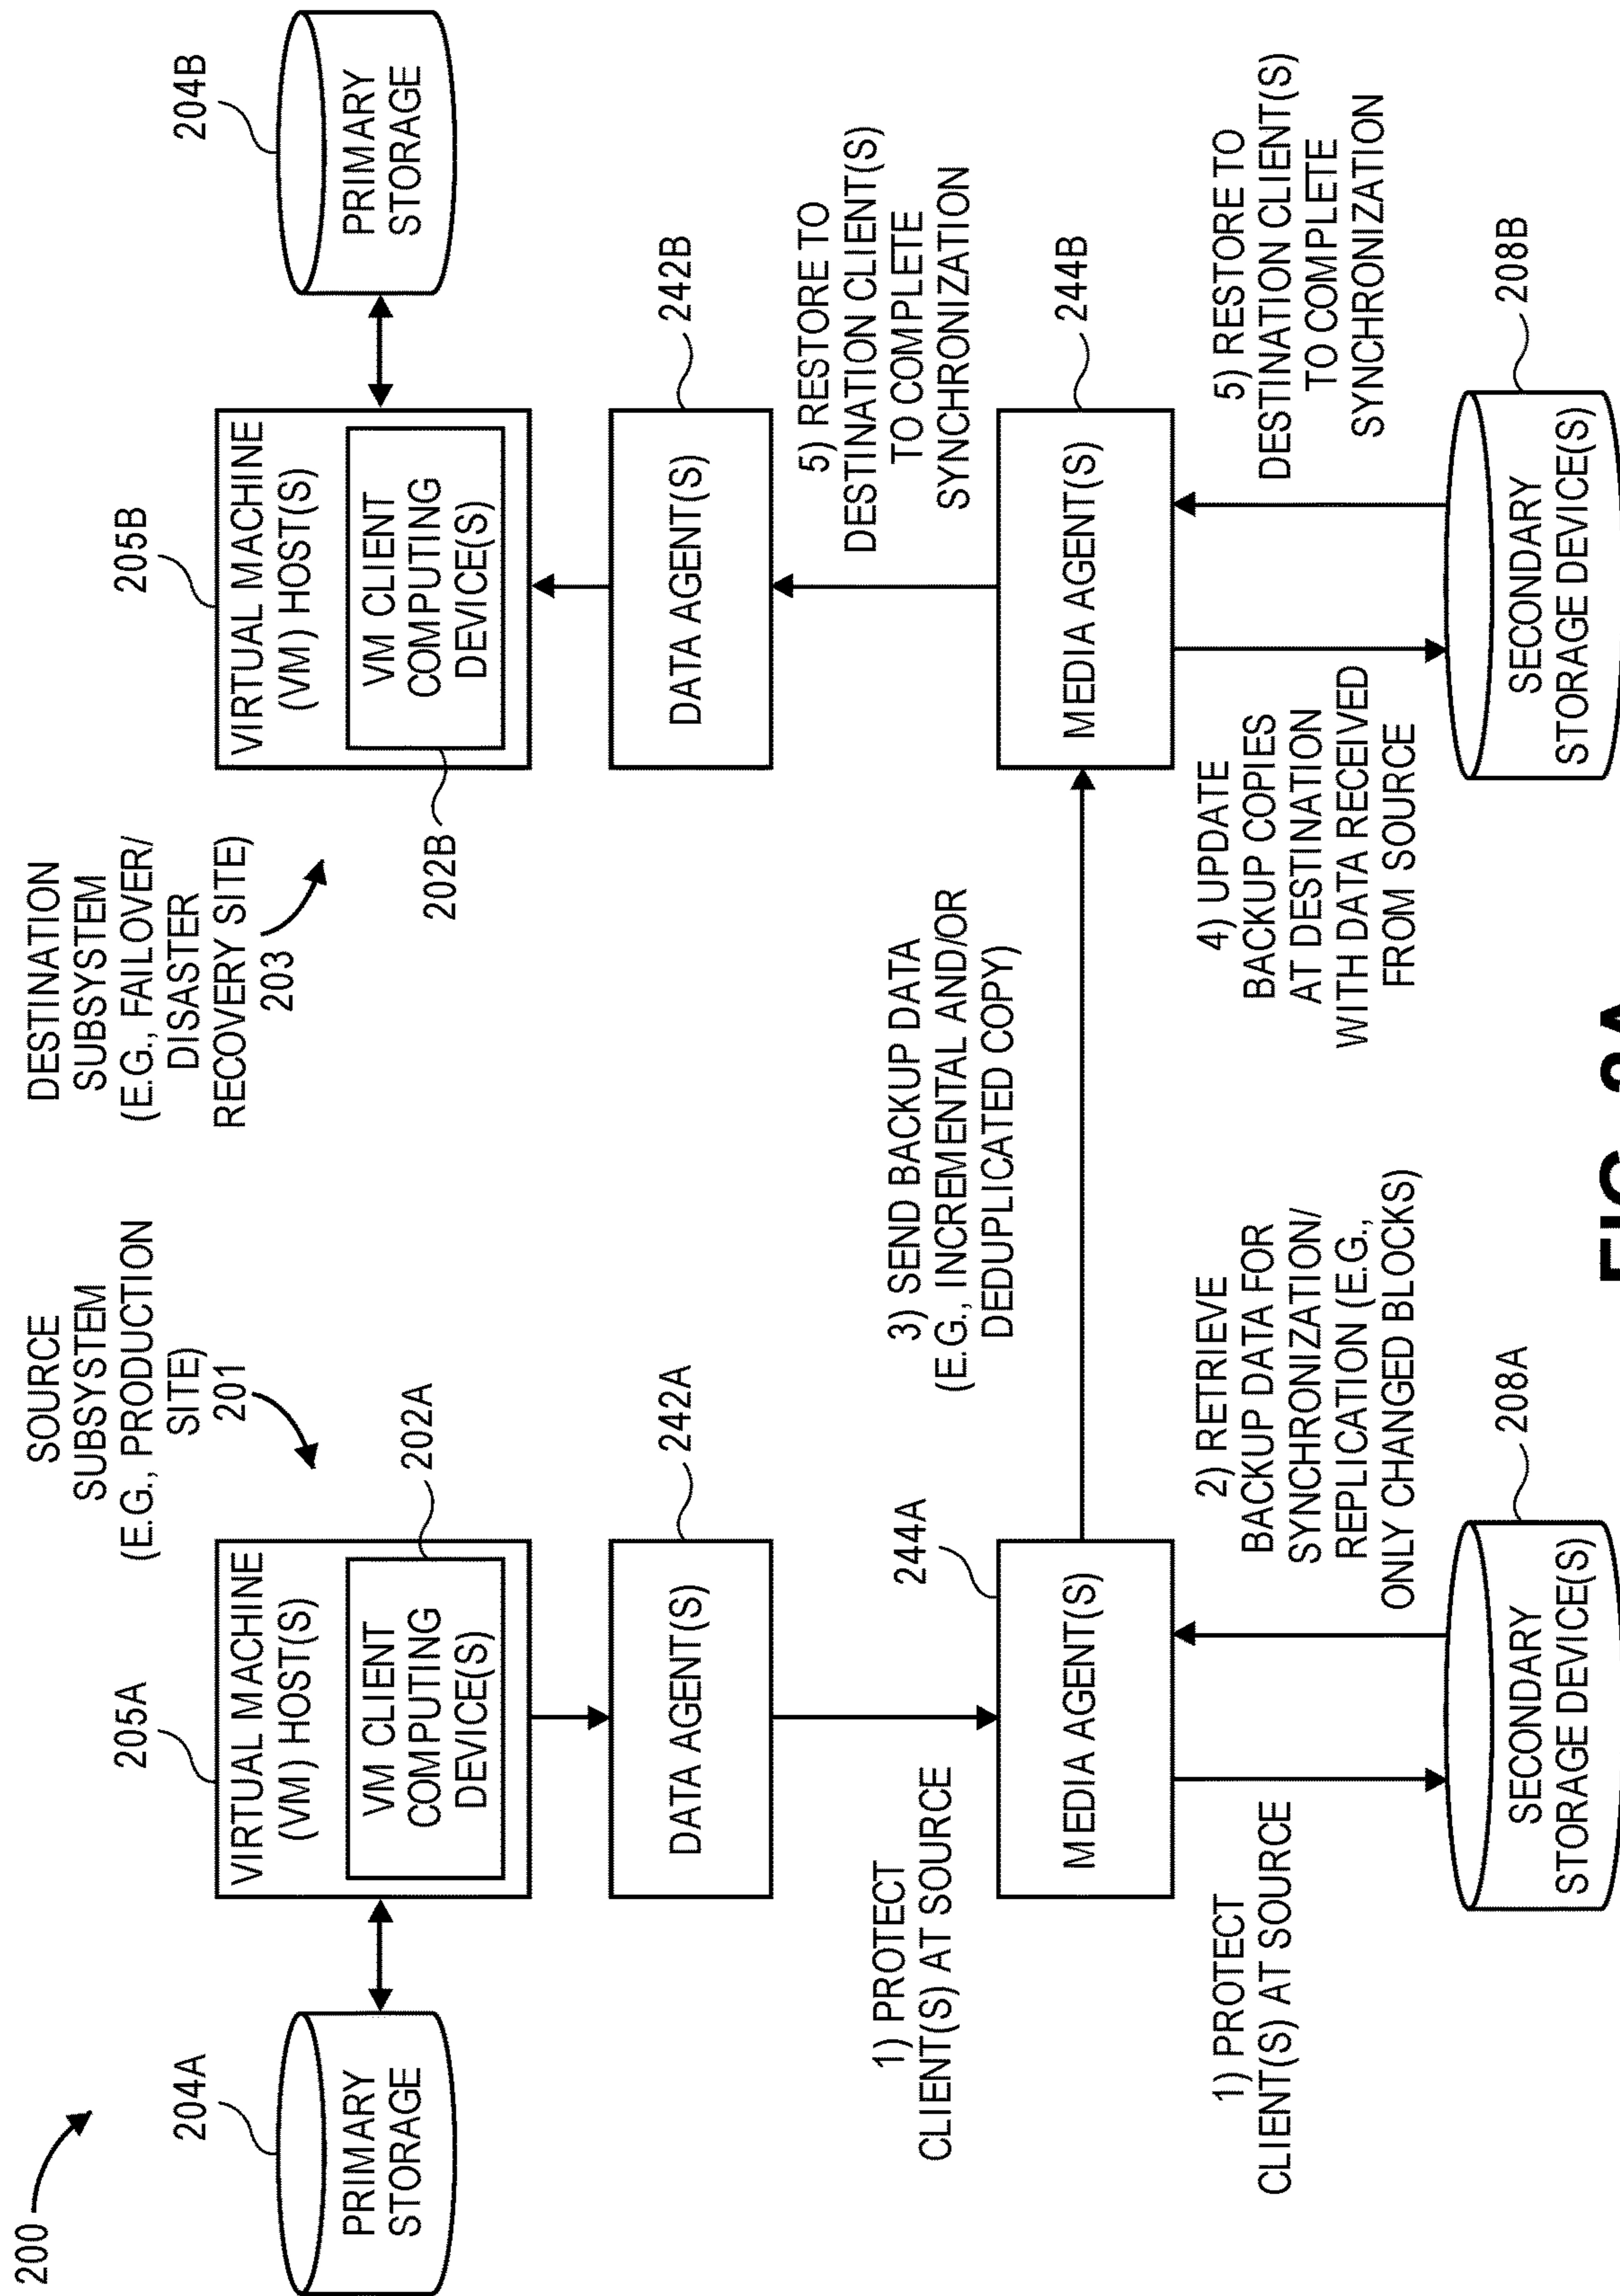 200
SOURCE
SUBSYSTEM
(E.G., PRODUCTION
SITE)
201
DESTINATION
SUBSYSTEM
(E.G., FAILOVER/
DISASTER
RECOVERY SITE)
203
204A
PRIMARY
STORAGE
205A
VIRTUAL MACHINE
(VM) HOST(S)
VM CLIENT
COMPUTING
DEVICE(S)
202A
205B
VIRTUAL MACHINE
(VM) HOST(S)
VM CLIENT
COMPUTING
DEVICE(S)
202B
204B
PRIMARY
STORAGE
DATA AGENT(S)
242A
DATA AGENT(S)
242B
1) PROTECT
CLIENT(S) AT SOURCE
3) SEND BACKUP DATA
(E.G., INCREMENTAL AND/OR
DEDUPLICATED COPY)
5) RESTORE TO
DESTINATION CLIENT(S)
TO COMPLETE
SYNCHRONIZATION
244A
MEDIA AGENT(S)
MEDIA AGENT(S)
244B
1) PROTECT
CLIENT(S) AT SOURCE
2) RETRIEVE
BACKUP DATA FOR
SYNCHRONIZATION/
REPLICATION (E.G.,
ONLY CHANGED BLOCKS)
4) UPDATE
BACKUP COPIES
AT DESTINATION
WITH DATA RECEIVED
FROM SOURCE
5) RESTORE TO
DESTINATION CLIENT(S)
TO COMPLETE
SYNCHRONIZATION
SECONDARY
STORAGE DEVICE(S)
208A
SECONDARY
STORAGE DEVICE(S)
208B